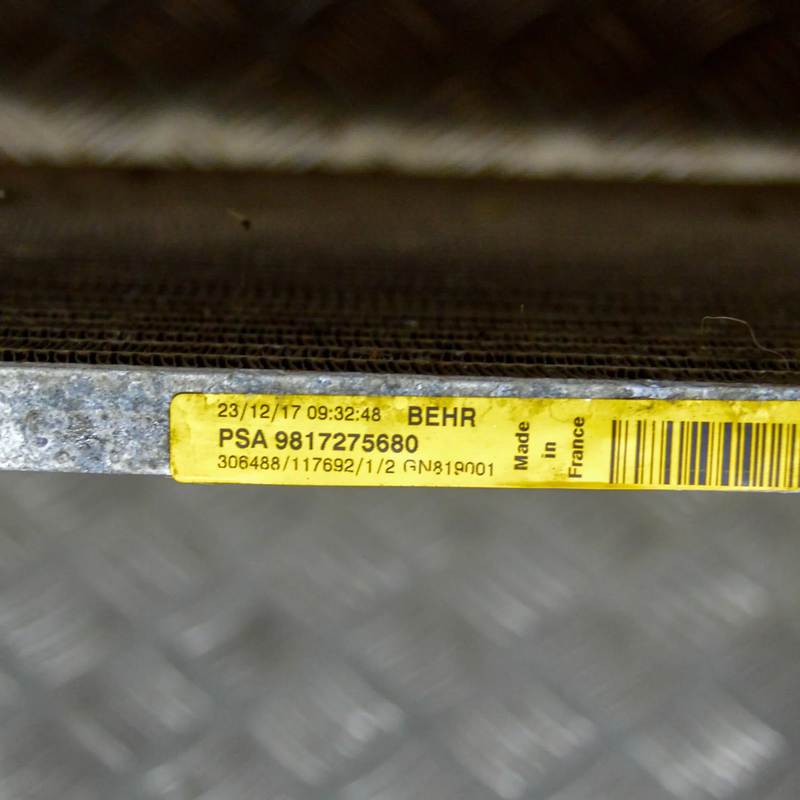 23/12/17 09:32:48 BEHR
PSA 9817275680
306488/117692/1/2 GN819001
Made
in
France